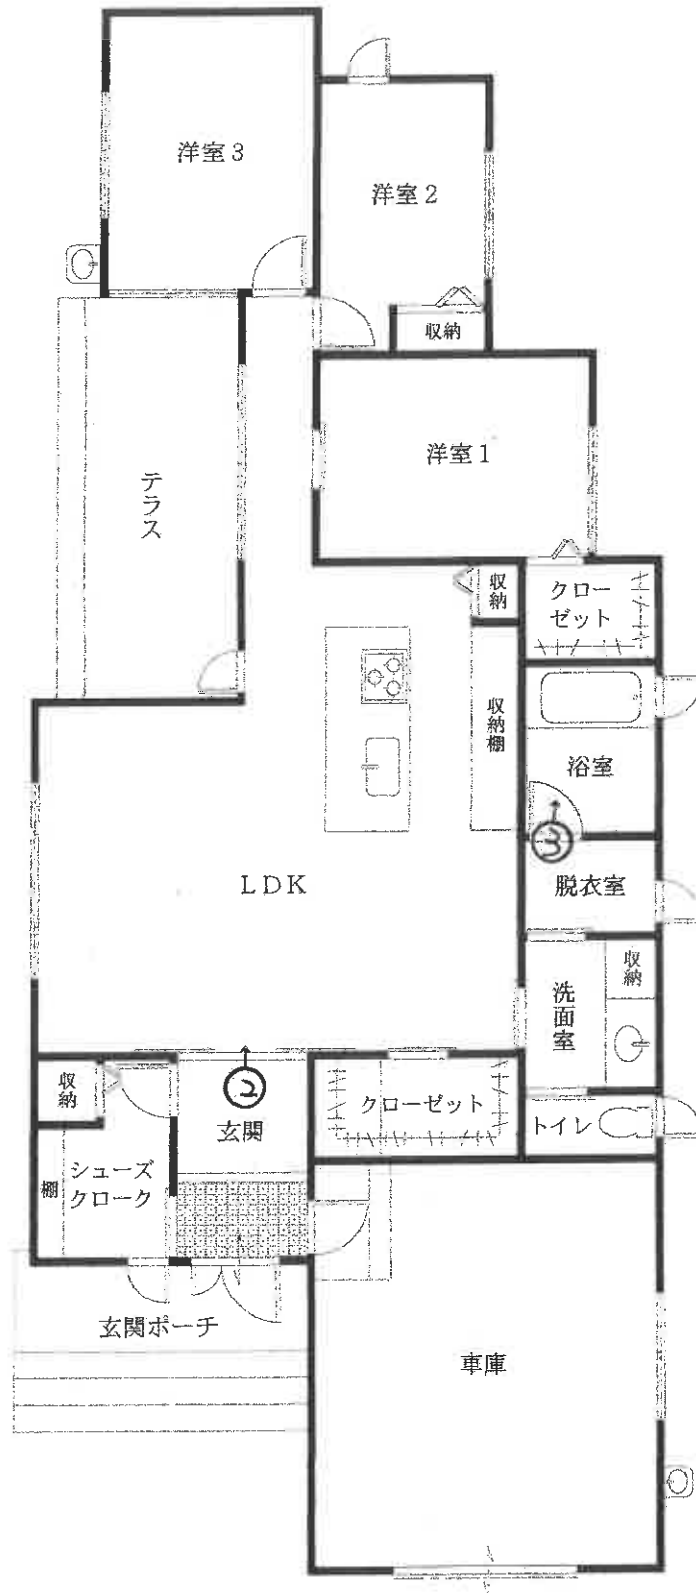 洋室3
洋室2
収納
洋室1
テラス
収納
クロー
ゼット
収納棚
浴室
③
脱衣室
LDK
収納
洗面室
収納
②
クローゼット
玄関
トイレ
棚
シューズ
クローク
玄関ポーチ
車庫